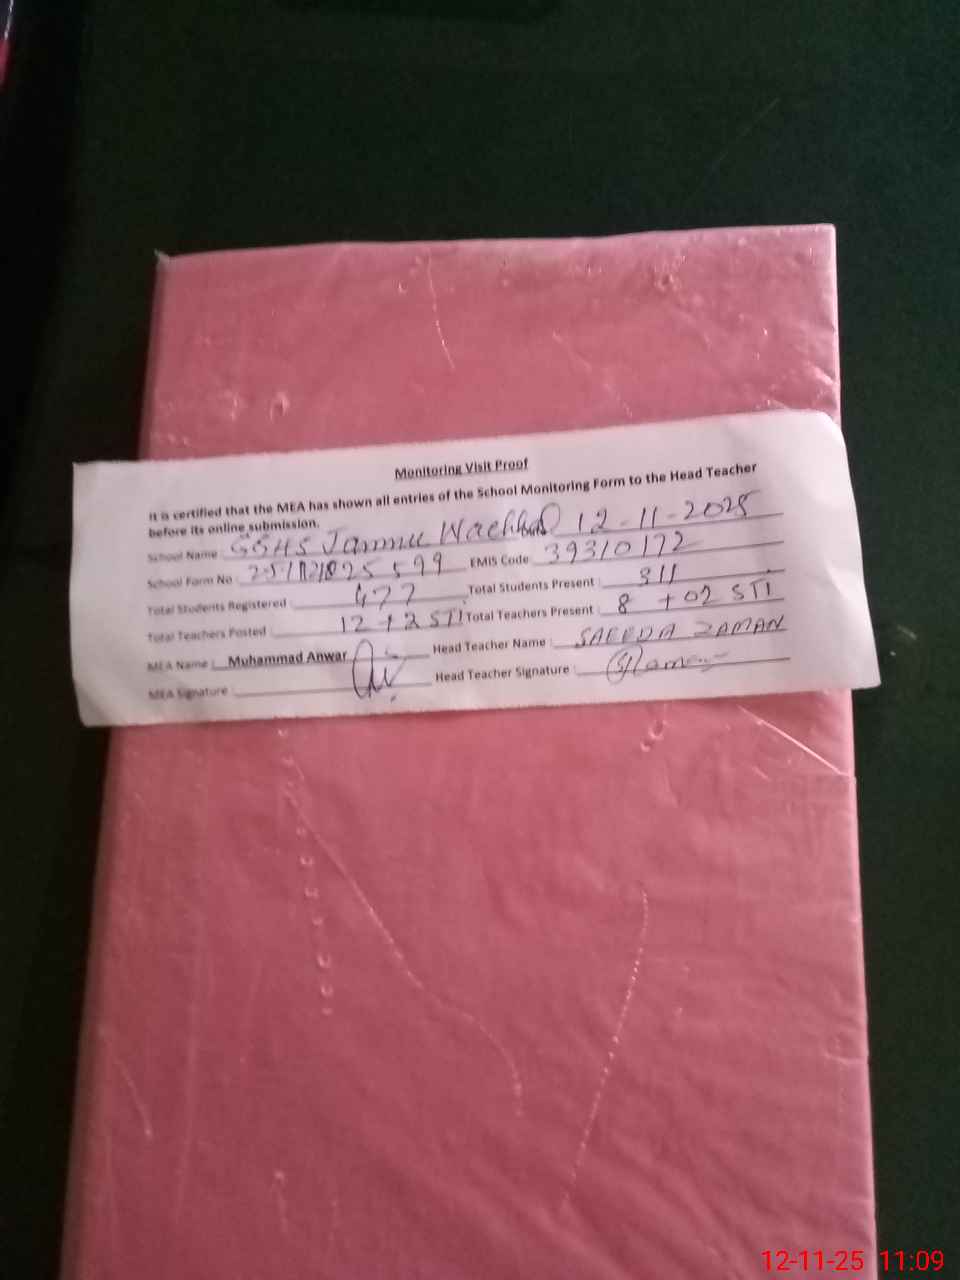 Monitoring Visit Proof
It is certified that the MEA has shown all entries of the School Monitoring Form to the Head Teacher
before its online submission.
School Name GGHS Jammu 12-11-2025
School Form No EMIS Code 39310172
Total Students Registered 477 Total Students Present 311
Total Teachers Posted 12+2 STI Total Teachers Present 8 +02 STI
MEA Name Muhammad Anwar Head Teacher Name SAEEDA ZAMAN
MEA Signature Head Teacher Signature
12-11-25 11:09